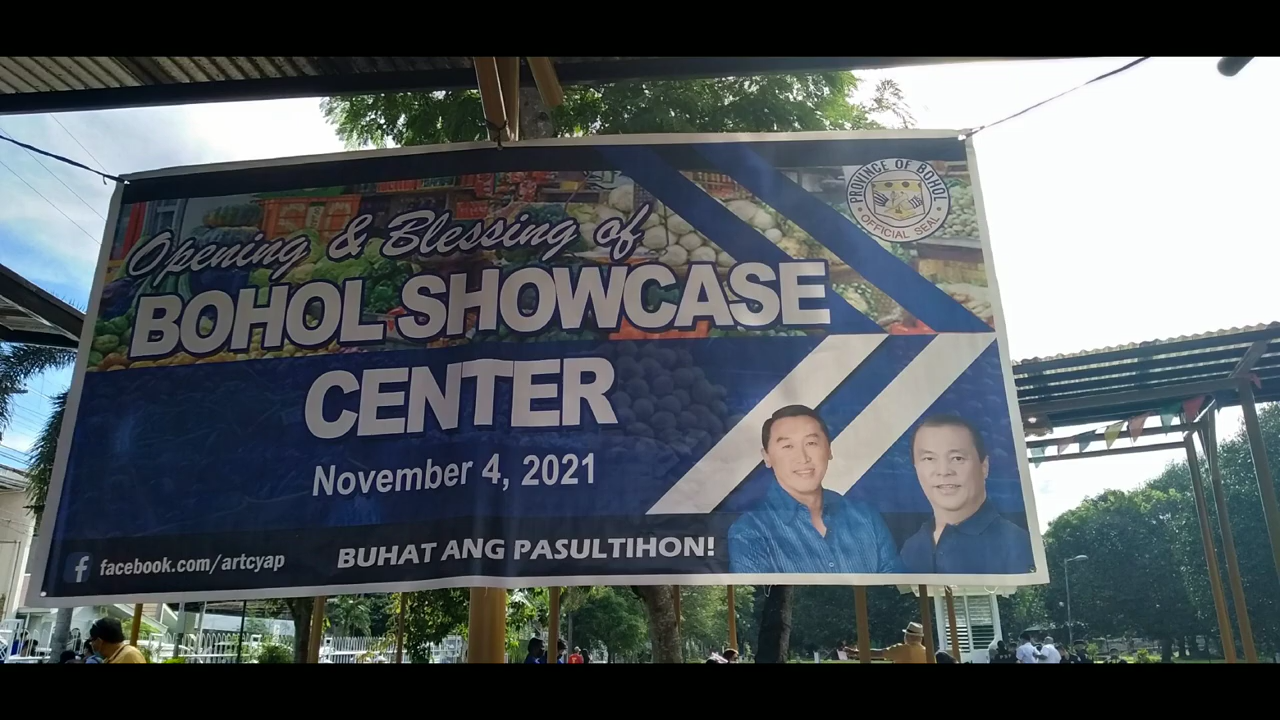 Opening & Blessing of
BOHOL SHOWCASE
CENTER
November 4, 2021
facebook.com/artcyap
BUHAT ANG PASULTIHON!
PROVINCE OF BOHOL
OFFICIAL SEAL